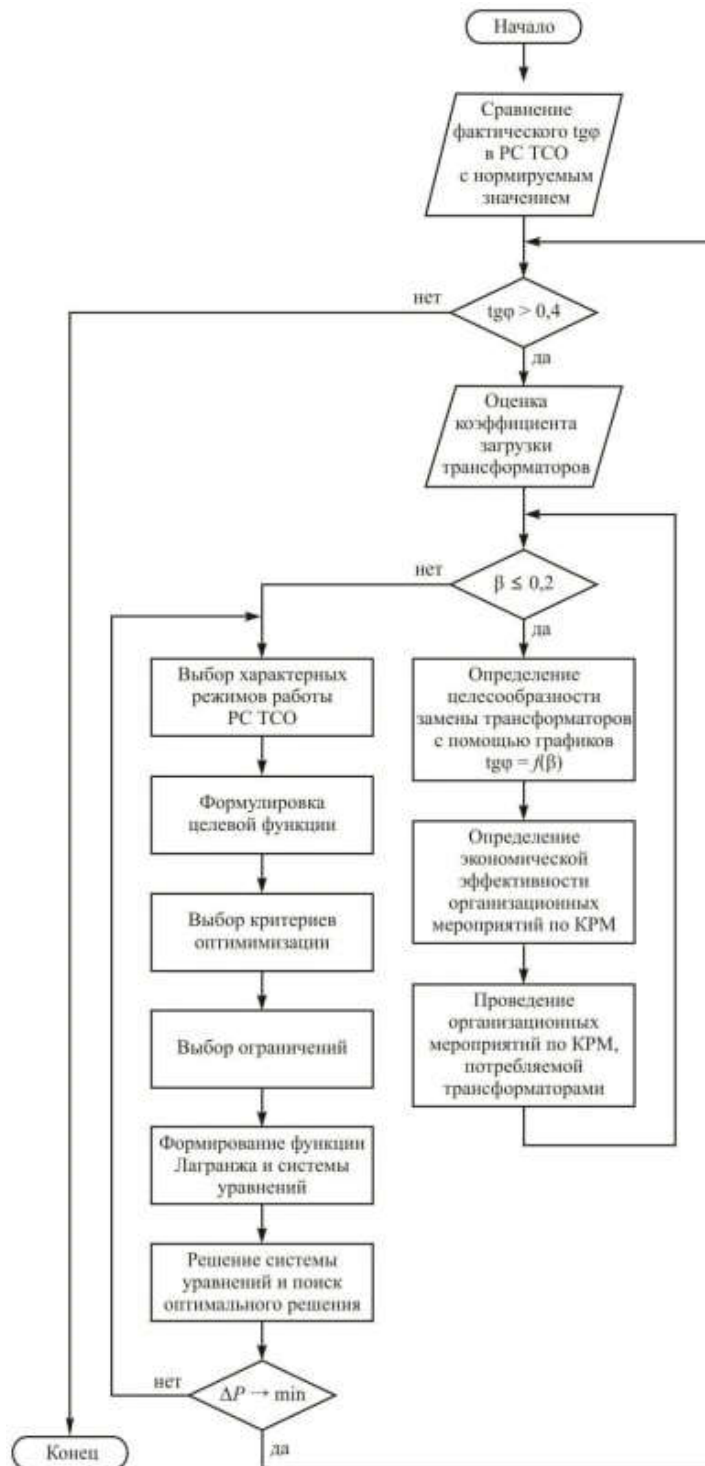 Начало
Сравнение
фактического tgφ
в РС ТСО
с нормируемым
значением
нет
tgφ > 0,4
да
Оценка
коэффициента
загрузки
трансформаторов
нет
β ≤ 0,2
да
Выбор характерных
режимов работы
РС ТСО
Определение
целесообразности
замены трансформаторов
с помощью графиков
tgφ = f(β)
Формулировка
целевой функции
Определение
экономической
эффективности
организационных
мероприятий по КРМ
Выбор критериев
оптимимизации
Проведение
организационных
мероприятий по КРМ,
потребляемой
трансформаторами
Выбор ограничений
Формирование функции
Лагранжа и системы
уравнений
Решение системы
уравнений и поиск
оптимального решения
нет
ΔP → min
да
Конец